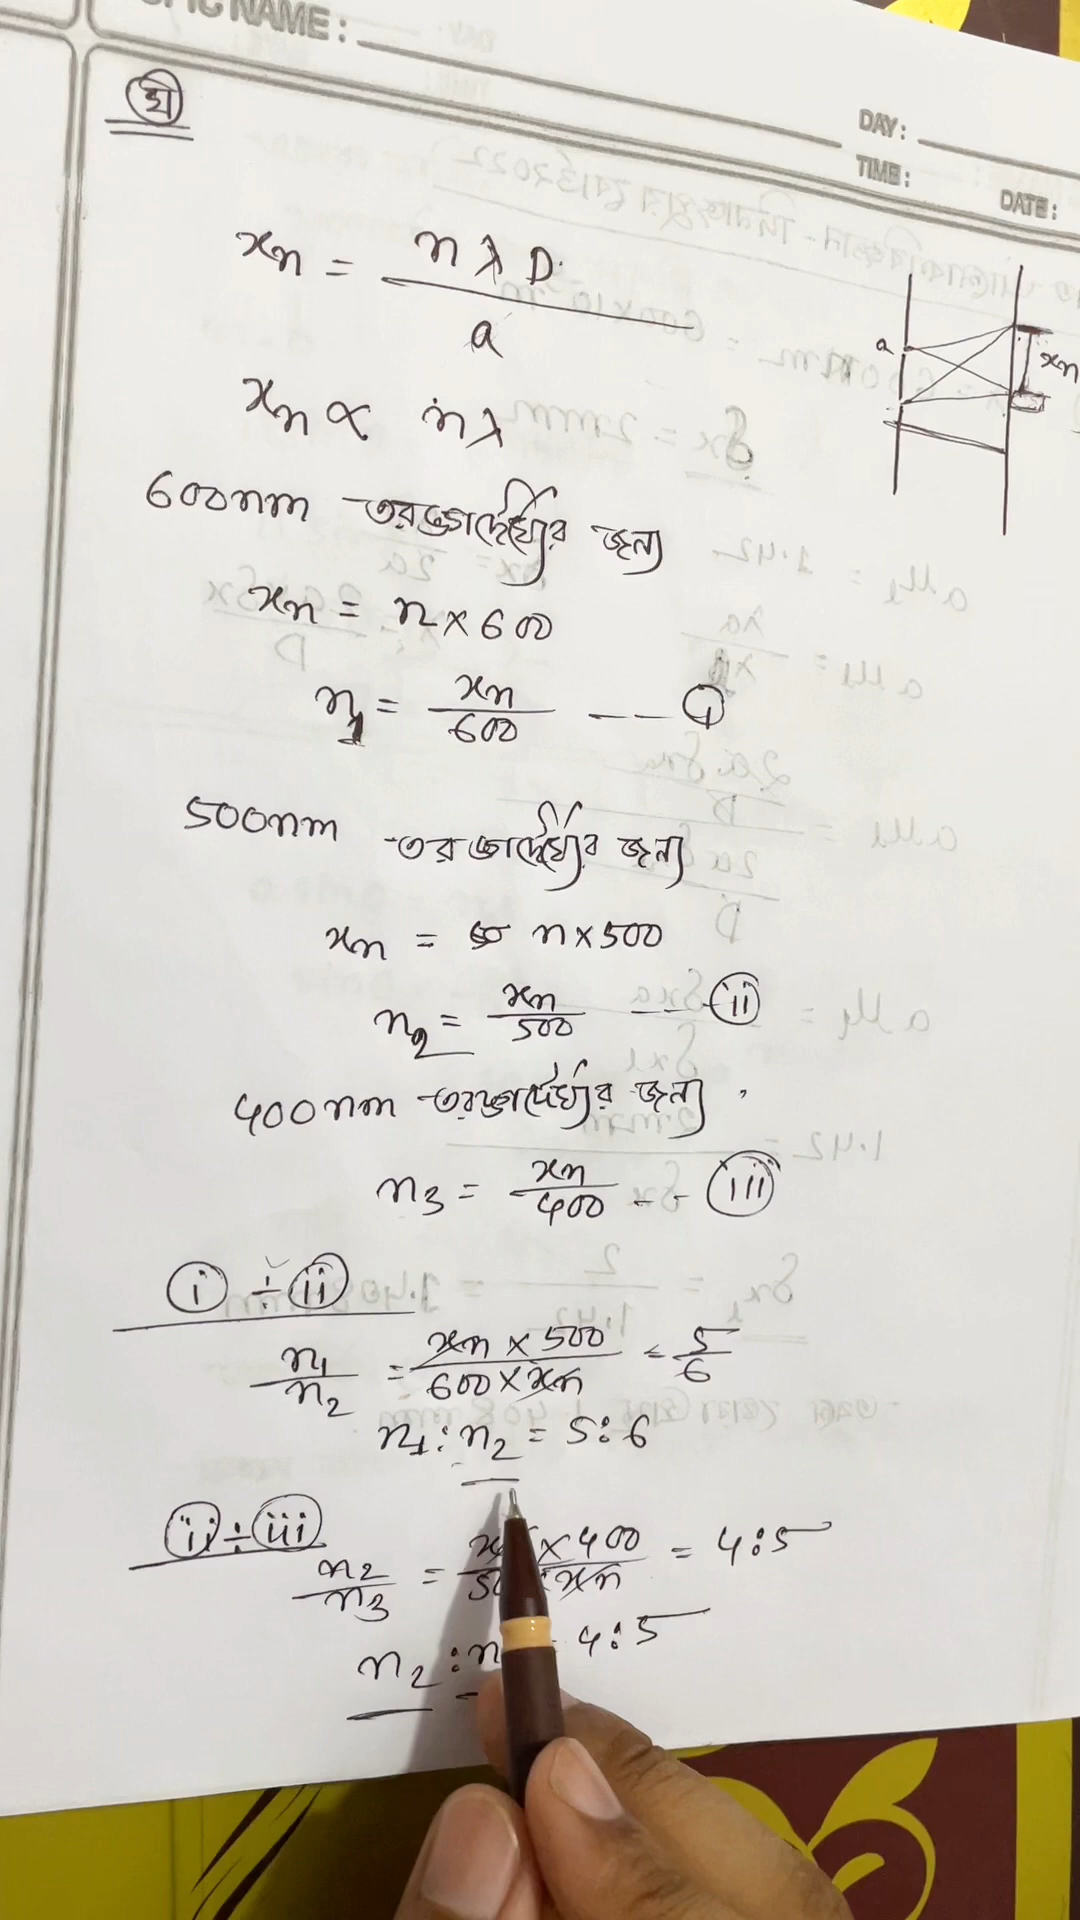 PIC NAME :
DAY :
TIME :
DATE :
ঘ
xn = nλD / a
a xn
xn ∝ nλ
600nm তরঙ্গদৈর্ঘ্যের জন্য
xn = n×600
n1 = xn / 600 --- i
500nm তরঙ্গদৈর্ঘ্যের জন্য
xn = n×500
n2 = xn / 500 --- ii
400nm তরঙ্গদৈর্ঘ্যের জন্য,
n3 = xn / 400 -- iii
i ÷ ii
n1 / n2 = xn × 500 / 600 × xn = 5 / 6
n1 : n2 = 5:6
ii ÷ iii
n2 / n3 = × 400 / xn = 4:5
n2 : n 4:5